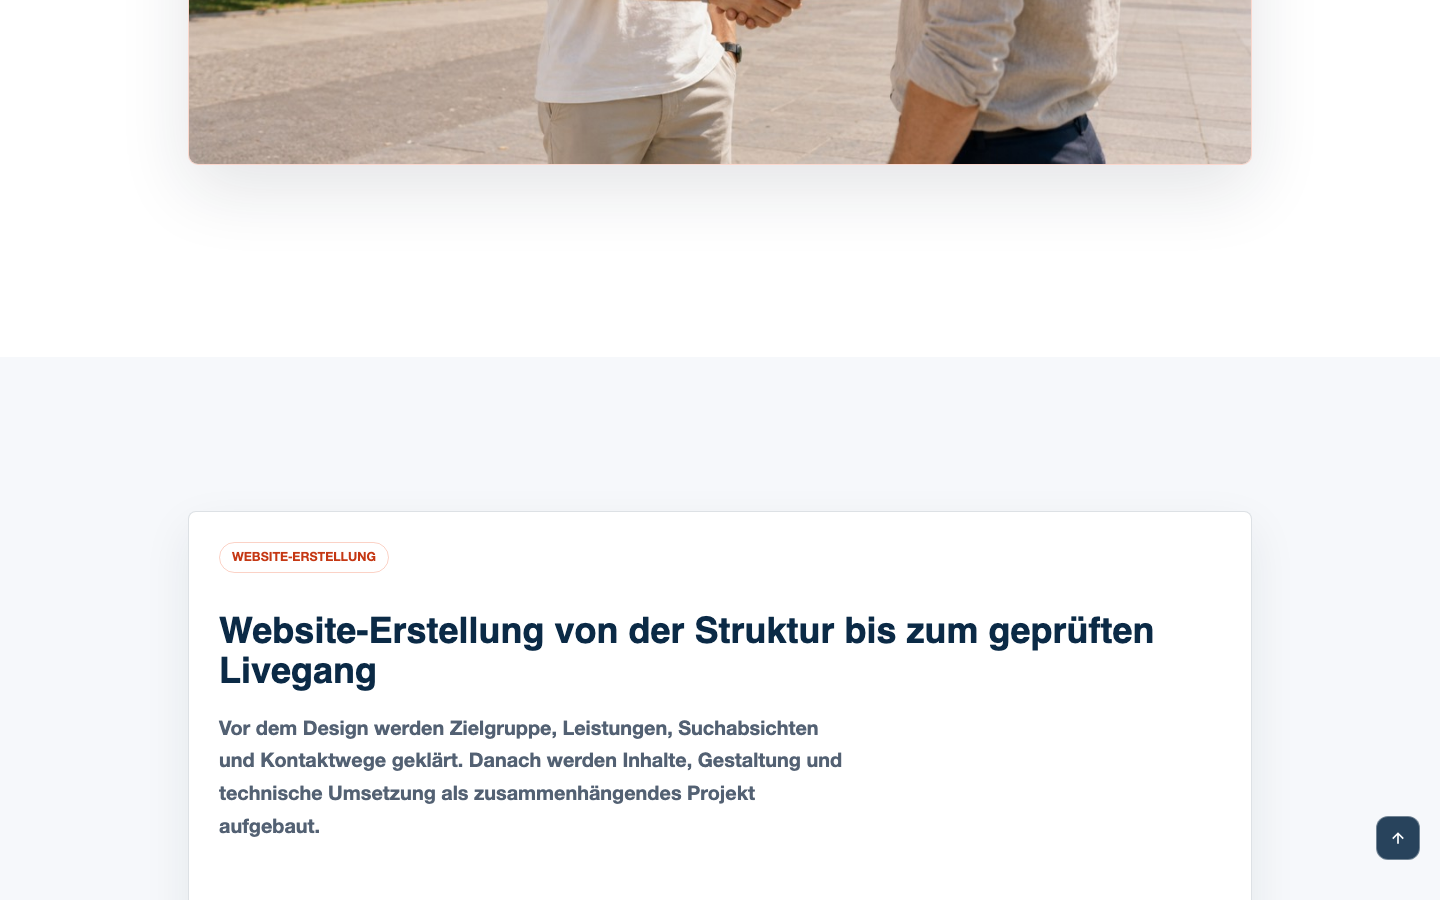 WEBSITE-ERSTELLUNG
Website-Erstellung von der Struktur bis zum geprüften
Livegang
Vor dem Design werden Zielgruppe, Leistungen, Suchabsichten
und Kontaktwege geklärt. Danach werden Inhalte, Gestaltung und
technische Umsetzung als zusammenhängendes Projekt
aufgebaut.